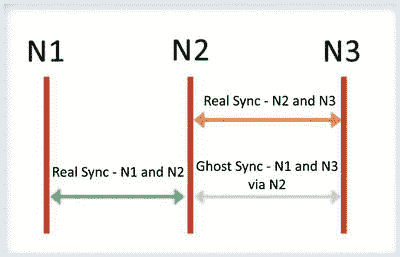 N1
N2
N3
Real Sync - N2 and N3
Real Sync - N1 and N2
Ghost Sync - N1 and N3
via N2